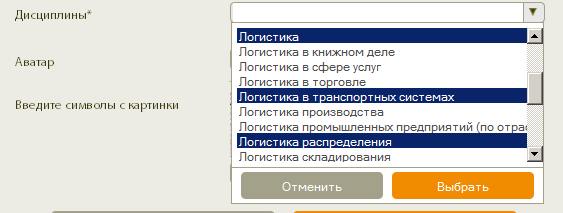 Дисциплины*
Логистика
Логистика в книжном деле
Логистика в сфере услуг
Аватар
Логистика в торговле
Логистика в транспортных системах
Введите символы с картинки
Логистика производства
Логистика промышленных предприятий (по отрас
Логистика распределения
Логистика складирования
Отменить
Выбрать